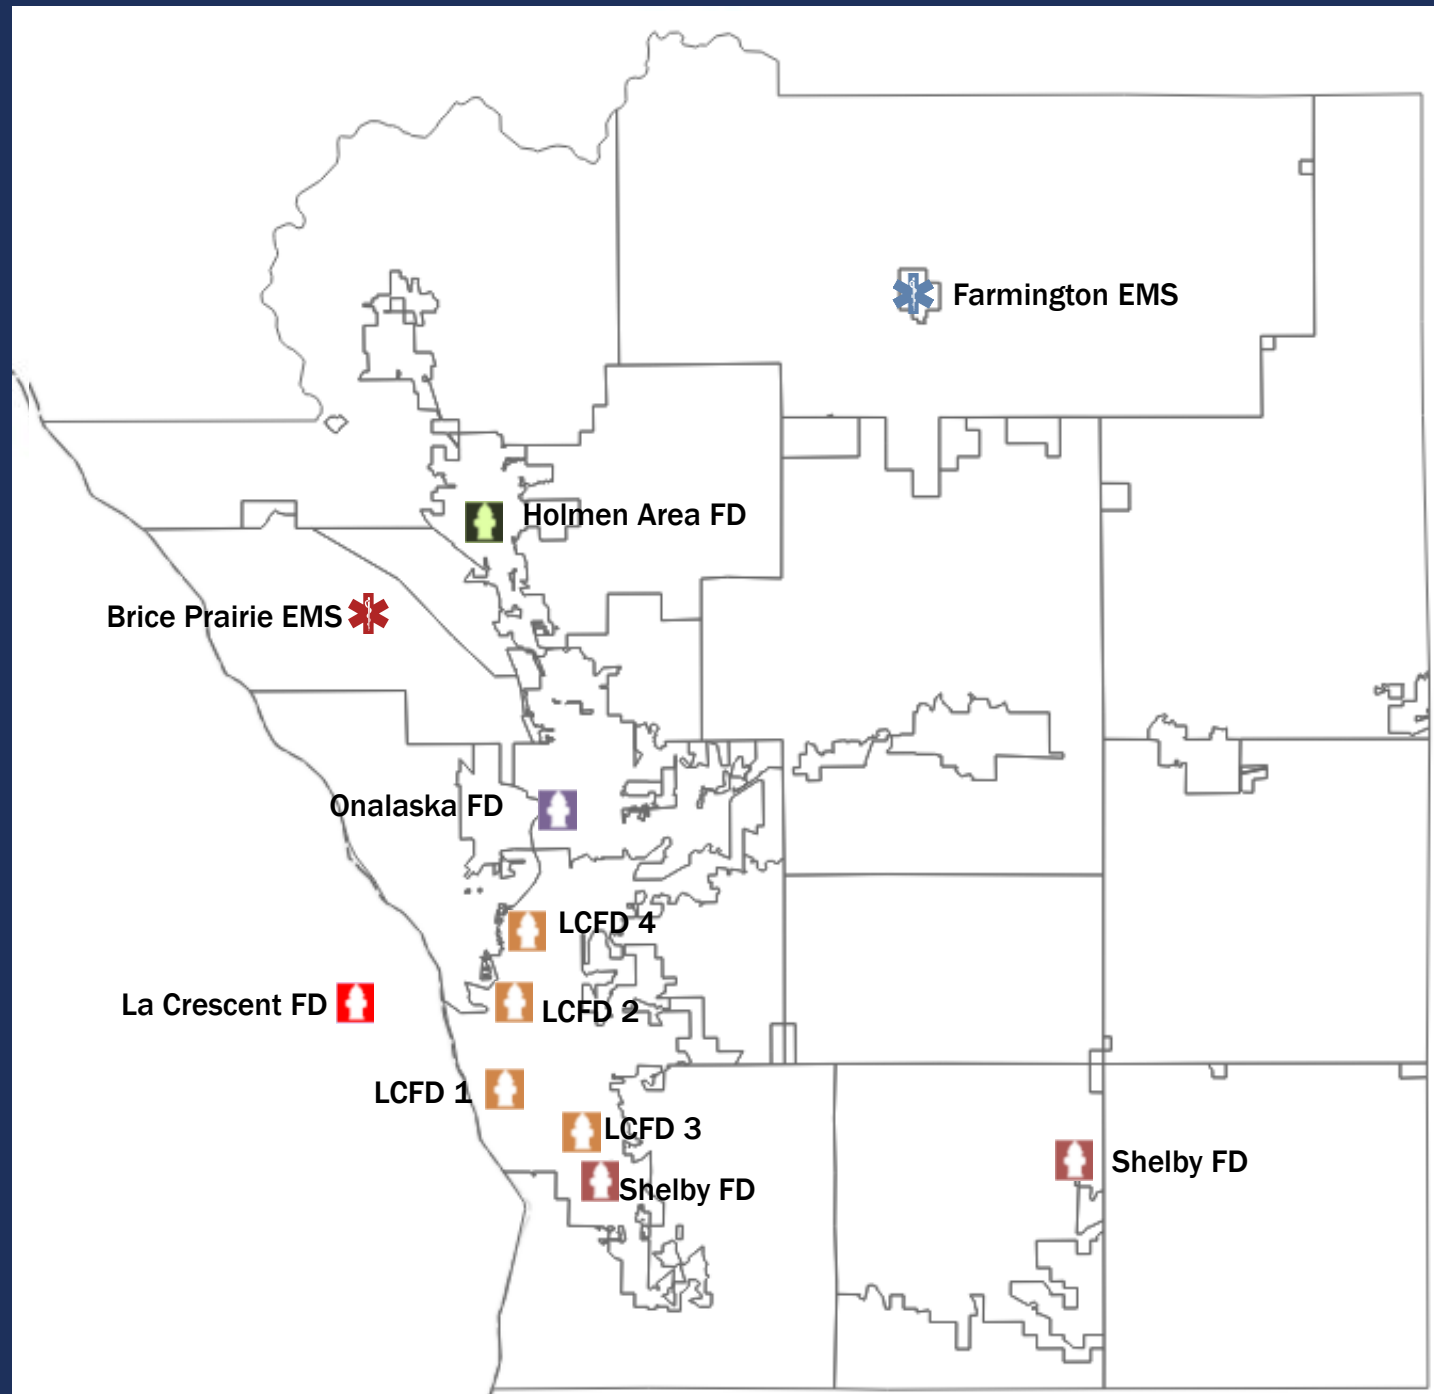 Farmington EMS
Holmen Area FD
Brice Prairie EMS
Onalaska FD
LCFD 4
La Crescent FD
LCFD 2
LCFD 1
LCFD 3
Shelby FD
Shelby FD